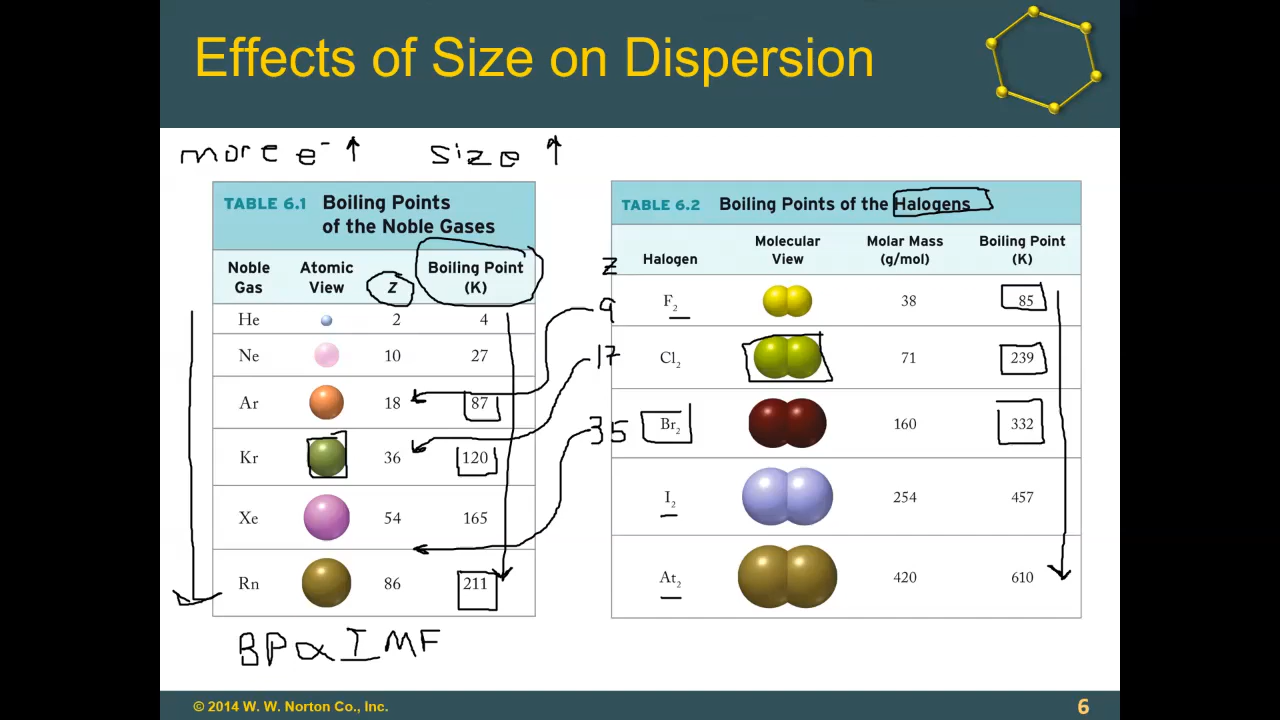 Effects of Size on Dispersion
more e⁻ ↑ size ↑
TABLE 6.1 Boiling Points
of the Noble Gases
Noble Gas Atomic View Z Boiling Point (K)
He 2 4
Ne 10 27
Ar 18 87
Kr 36 120
Xe 54 165
Rn 86 211
BP α IMF
TABLE 6.2 Boiling Points of the Halogens
Z Halogen Molecular View Molar Mass (g/mol) Boiling Point (K)
9 F₂ 38 85
17 Cl₂ 71 239
35 Br₂ 160 332
I₂ 254 457
At₂ 420 610
© 2014 W. W. Norton Co., Inc.
6